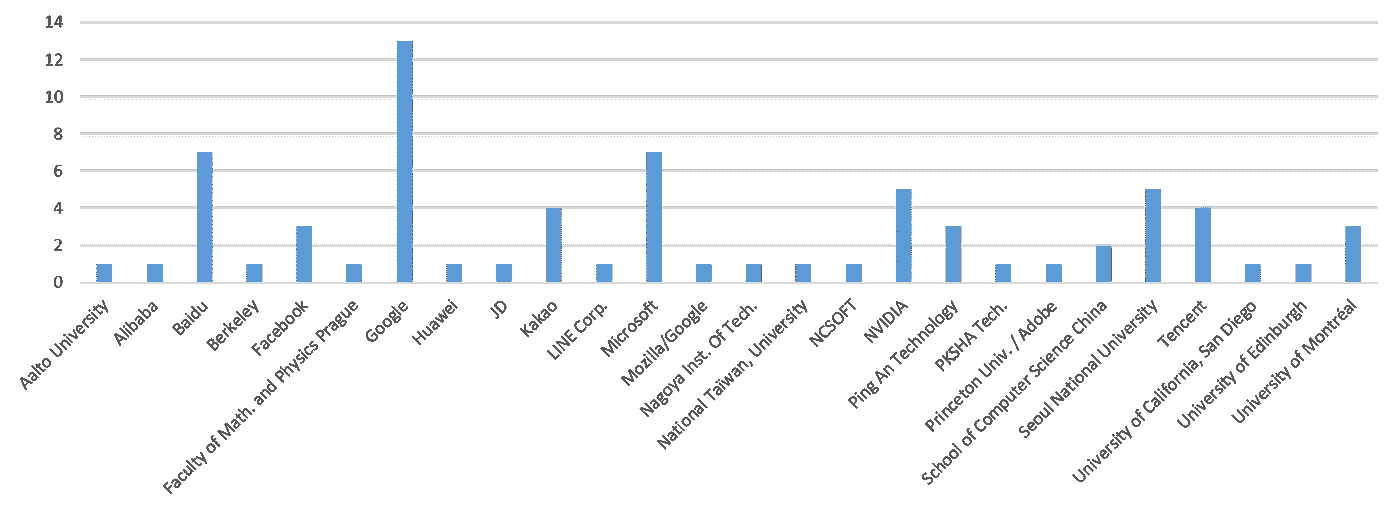 14
12
10
8
6
4
2
0
Aalto University
Alibaba
Baidu
Berkeley
Facebook
Faculty of Math. and Physics Prague
Google
Huawei
JD
Kakao
LINE Corp.
Microsoft
Mozilla/Google
Nagoya Inst. Of Tech.
National Taïwan, University
NCSOFT
NVIDIA
Ping An Technology
PKSHA Tech.
Princeton Univ. / Adobe
School of Computer Science China
Seoul National University
Tencent
University of California, San Diego
University of Edinburgh
University of Montréal